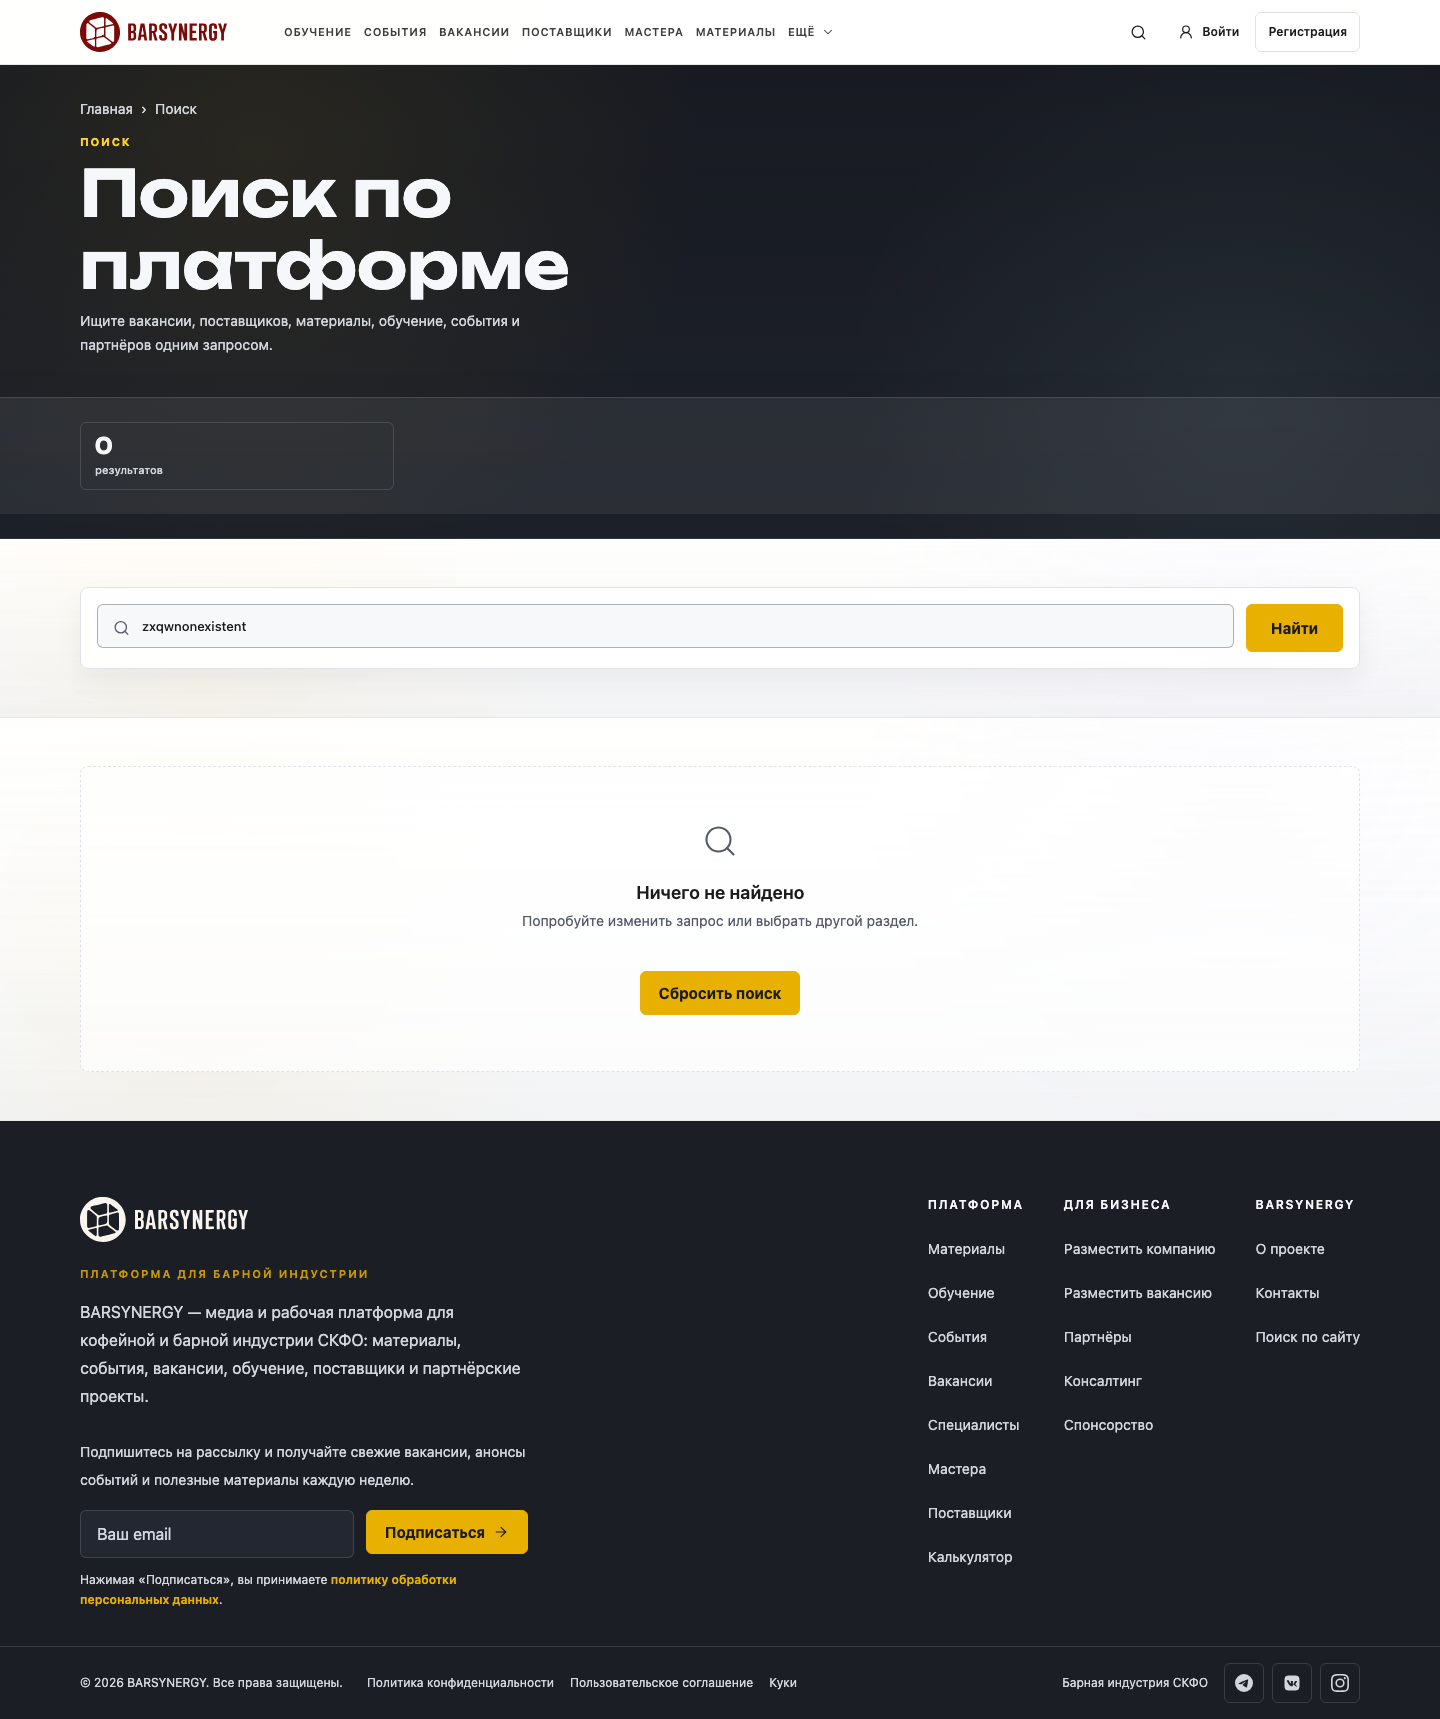 BARSYNERGY
ОБУЧЕНИЕ СОБЫТИЯ ВАКАНСИИ ПОСТАВЩИКИ МАСТЕРА МАТЕРИАЛЫ ЕЩЁ
Войти
Регистрация
Главная › Поиск
ПОИСК
Поиск по
платформе
Ищите вакансии, поставщиков, материалы, обучение, события и
партнёров одним запросом.
0
результатов
zxqwnonexistent
Найти
Ничего не найдено
Попробуйте изменить запрос или выбрать другой раздел.
Сбросить поиск
BARSYNERGY
ПЛАТФОРМА ДЛЯ БАРНОЙ ИНДУСТРИИ
BARSYNERGY — медиа и рабочая платформа для
кофейной и барной индустрии СКФО: материалы,
события, вакансии, обучение, поставщики и партнёрские
проекты.
Подпишитесь на рассылку и получайте свежие вакансии, анонсы
событий и полезные материалы каждую неделю.
Ваш email
Подписаться →
Нажимая «Подписаться», вы принимаете политику обработки
персональных данных.
ПЛАТФОРМА
Материалы
Обучение
События
Вакансии
Специалисты
Мастера
Поставщики
Калькулятор
ДЛЯ БИЗНЕСА
Разместить компанию
Разместить вакансию
Партнёры
Консалтинг
Спонсорство
BARSYNERGY
О проекте
Контакты
Поиск по сайту
© 2026 BARSYNERGY. Все права защищены.
Политика конфиденциальности
Пользовательское соглашение
Куки
Барная индустрия СКФО